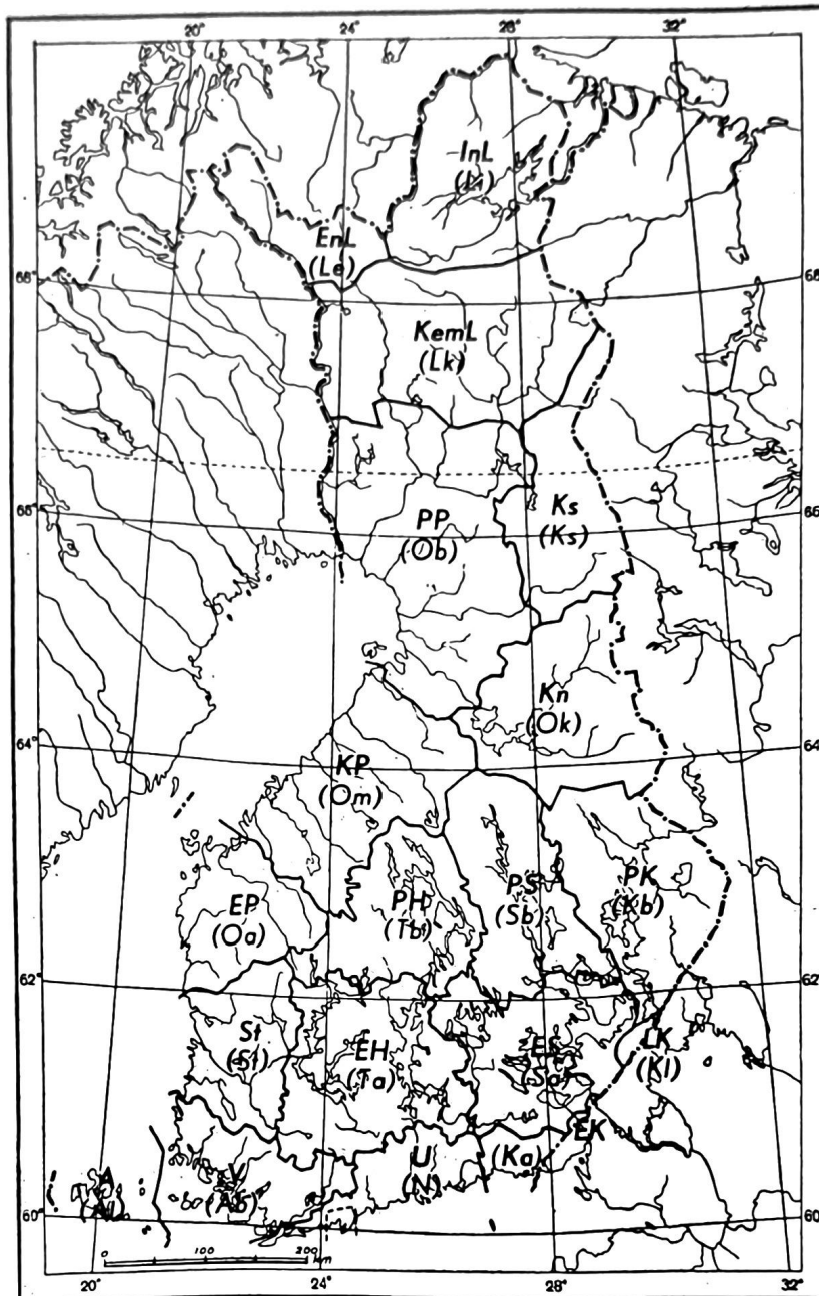 20° 24° 28° 32°
InL
(Li)
EnL
(Le)
68° 68
KemL
(Lk)
PP
(Ob)
Ks
(Ks)
Kn
(Ok)
64° 64
KP
(Om)
EP
(Oa)
PH
(Tb)
PS
(Sb)
PK
(Kb)
62° 62
St
(St)
EH
(Ta)
ES
(Sa)
LK
(Kl)
EK
A
(Al)
V
(Ab)
U
(N)
(Ka)
60° 60
0 100 200
km
20° 24° 28° 32°